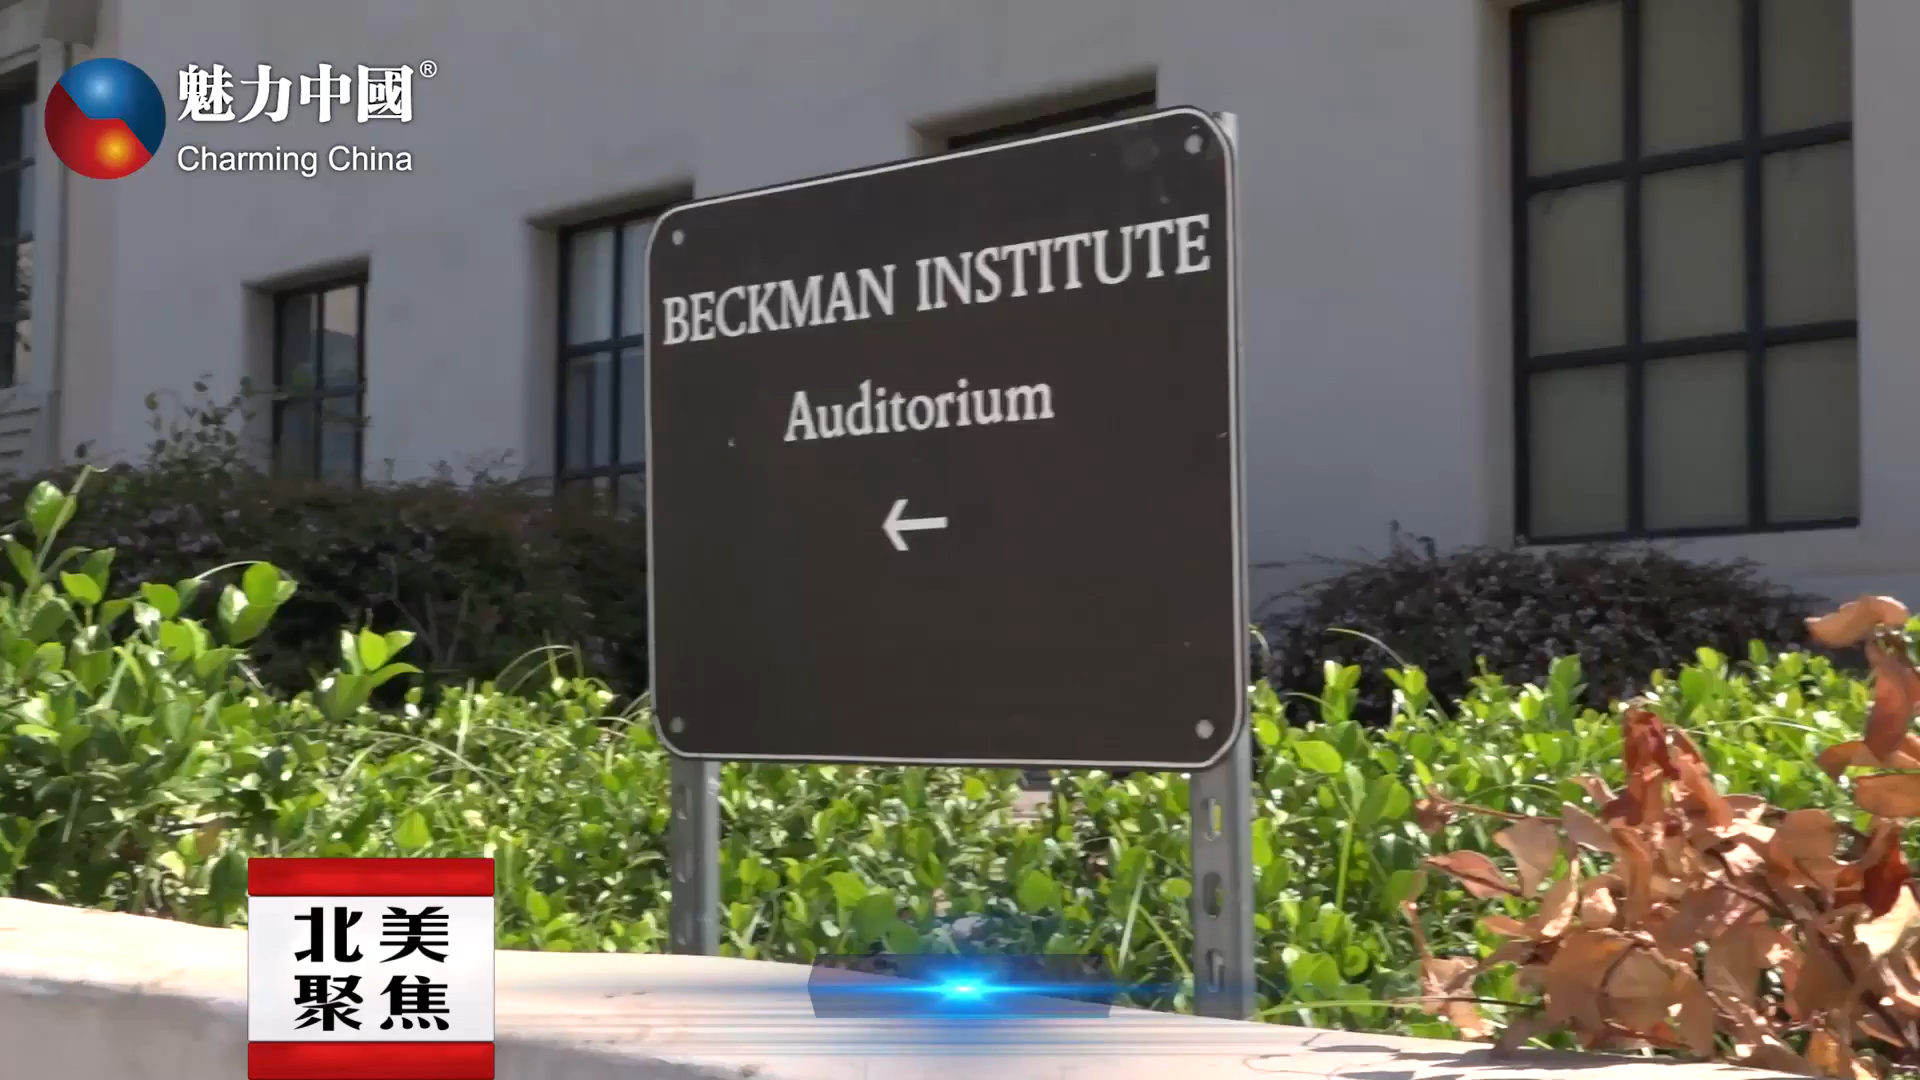 魅力中國®
Charming China
BECKMAN INSTITUTE
Auditorium
←
北美
聚焦